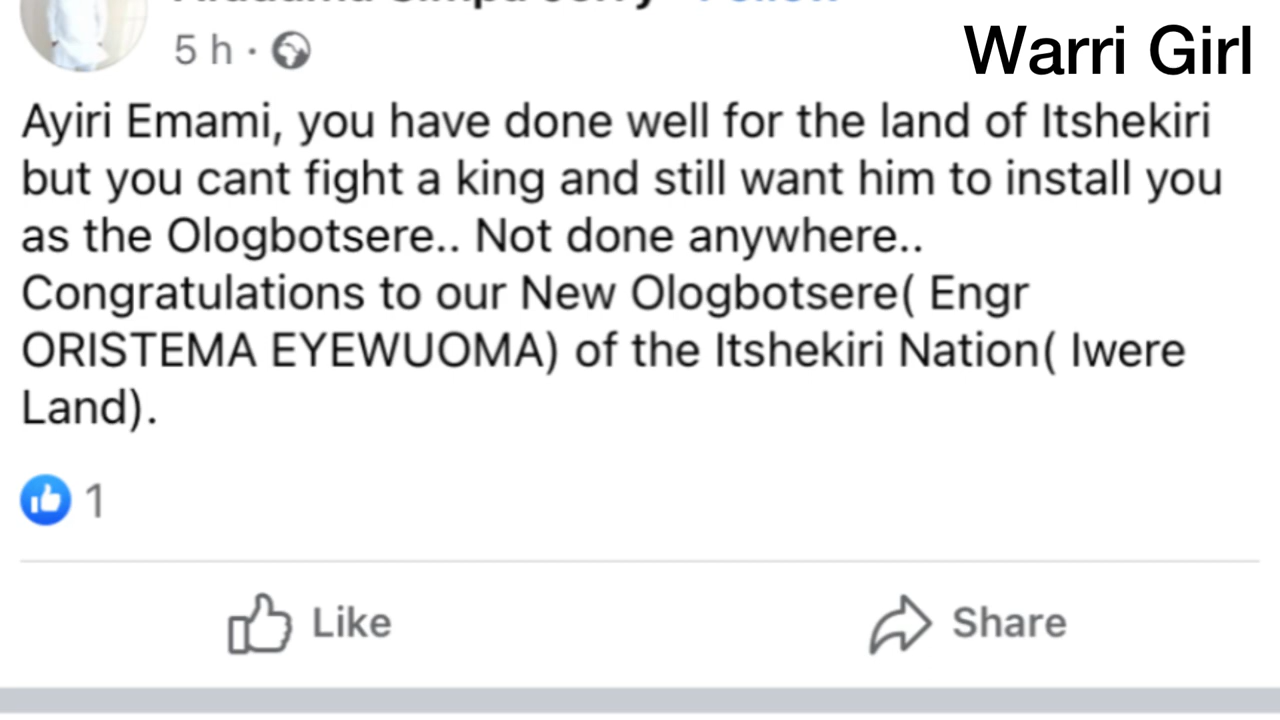 5 h ·
Warri Girl
Ayiri Emami, you have done well for the land of Itshekiri
but you cant fight a king and still want him to install you
as the Ologbotsere.. Not done anywhere..
Congratulations to our New Ologbotsere( Engr
ORISTEMA EYEWUOMA) of the Itshekiri Nation( Iwere
Land).
1
Like
Share